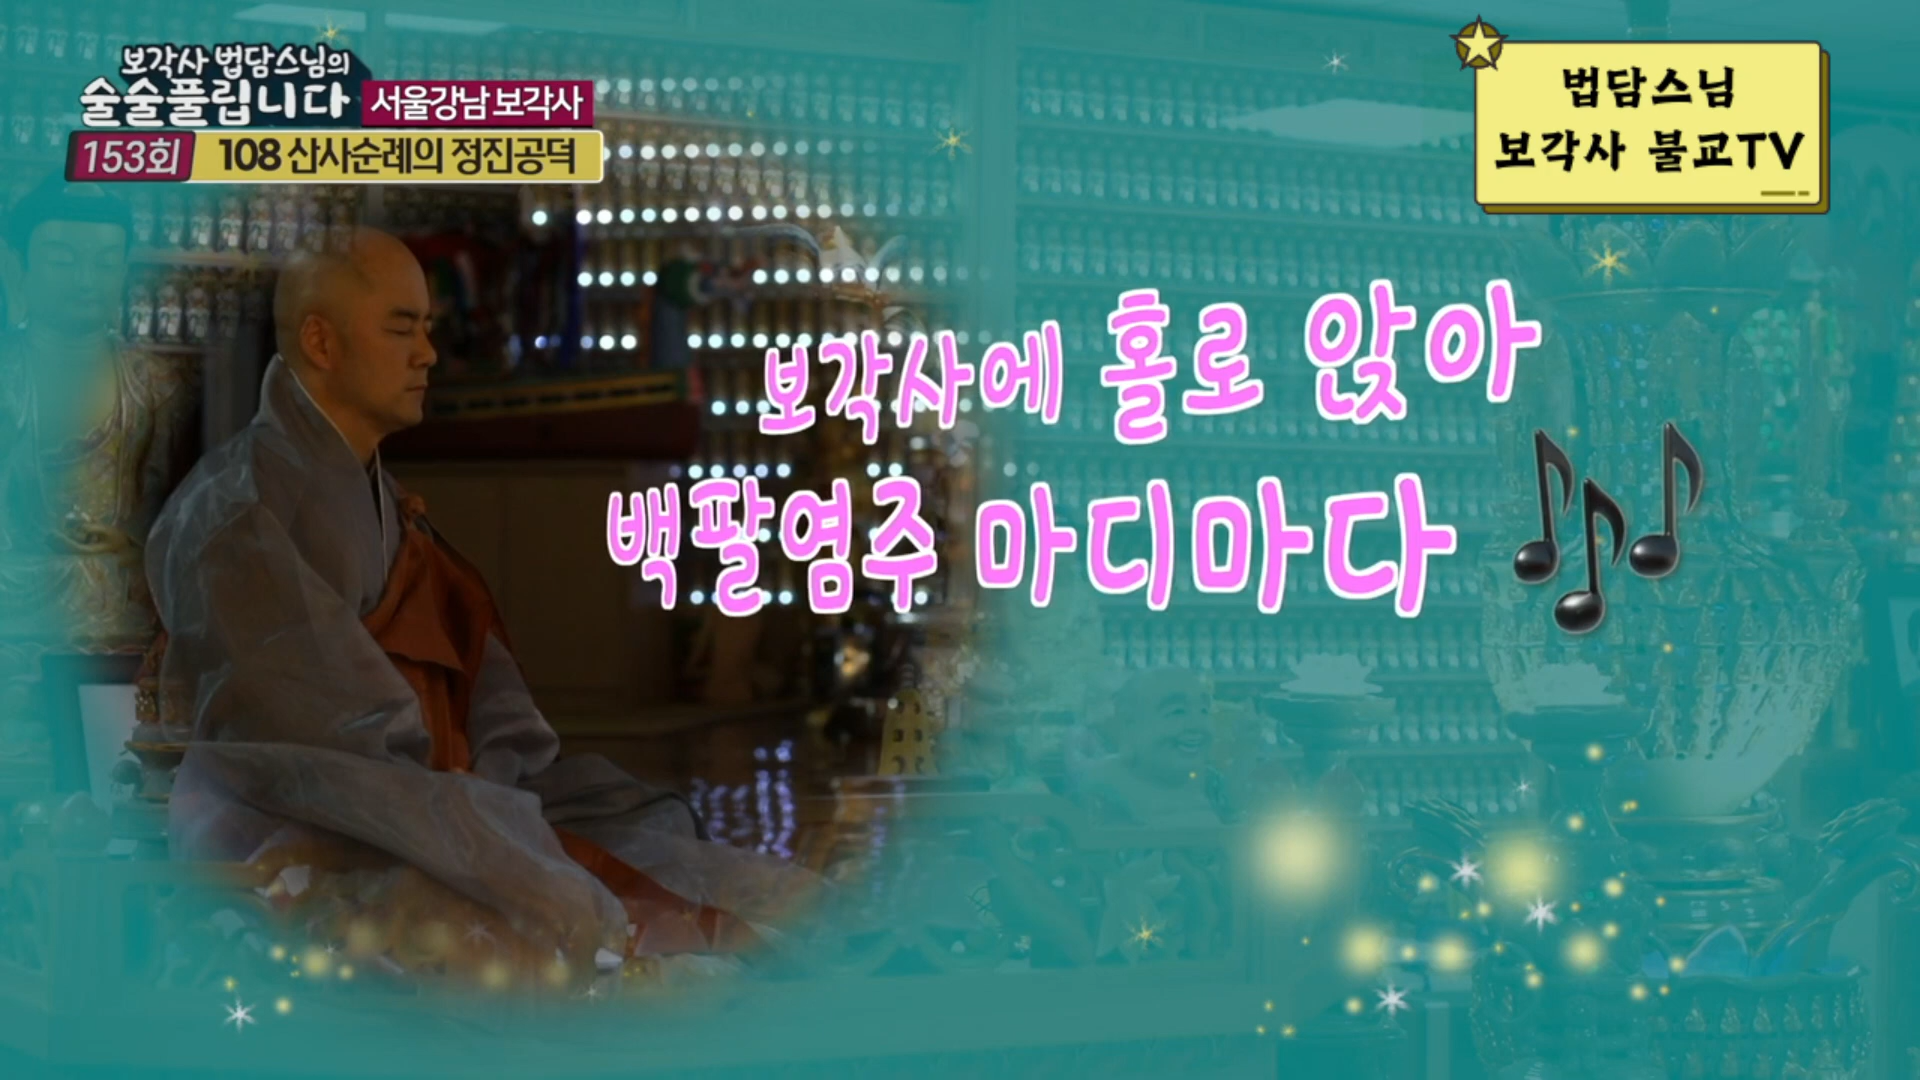 보각사 법담스님의
술술풀립니다
서울강남 보각사
153회 108 산사순례의 정진공덕
법담스님
보각사 불교TV
보각사에 홀로 앉아
백팔염주 마디마다